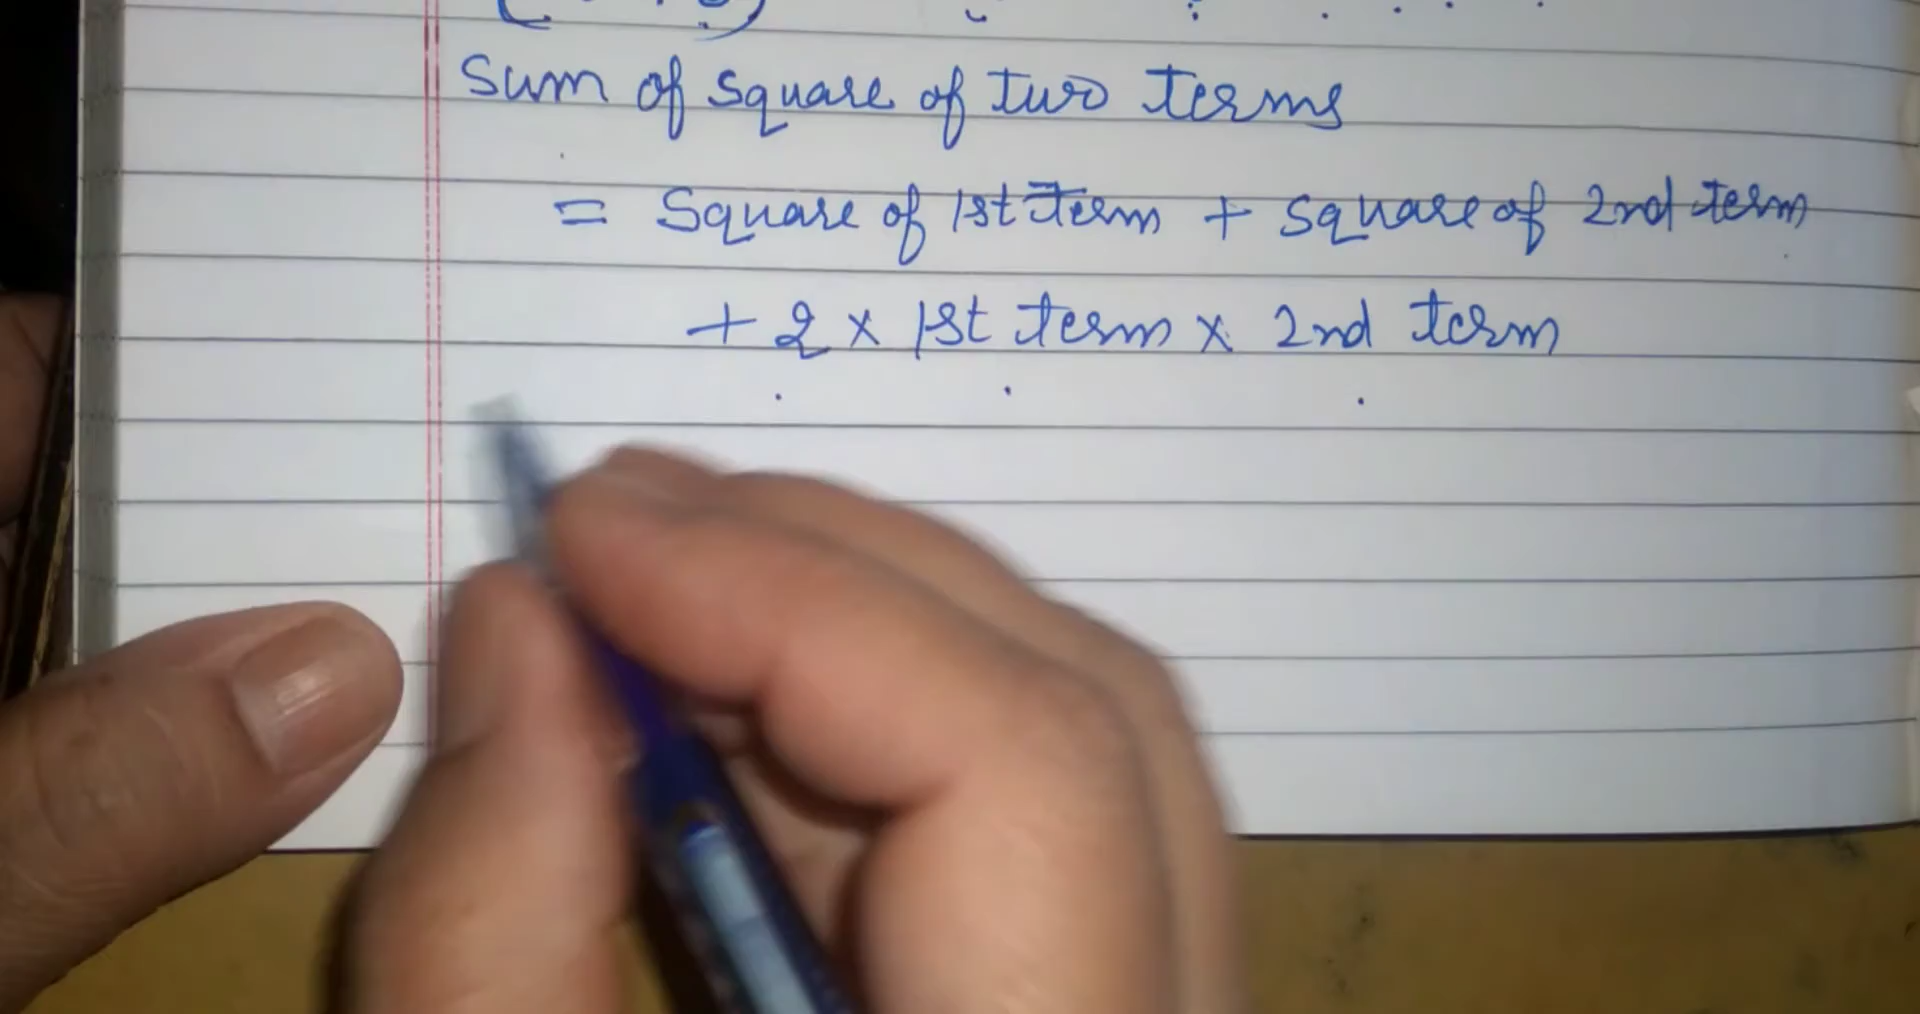 Sum of square of two terms
= Square of 1st term + square of 2nd term
+ 2 × 1st term × 2nd term